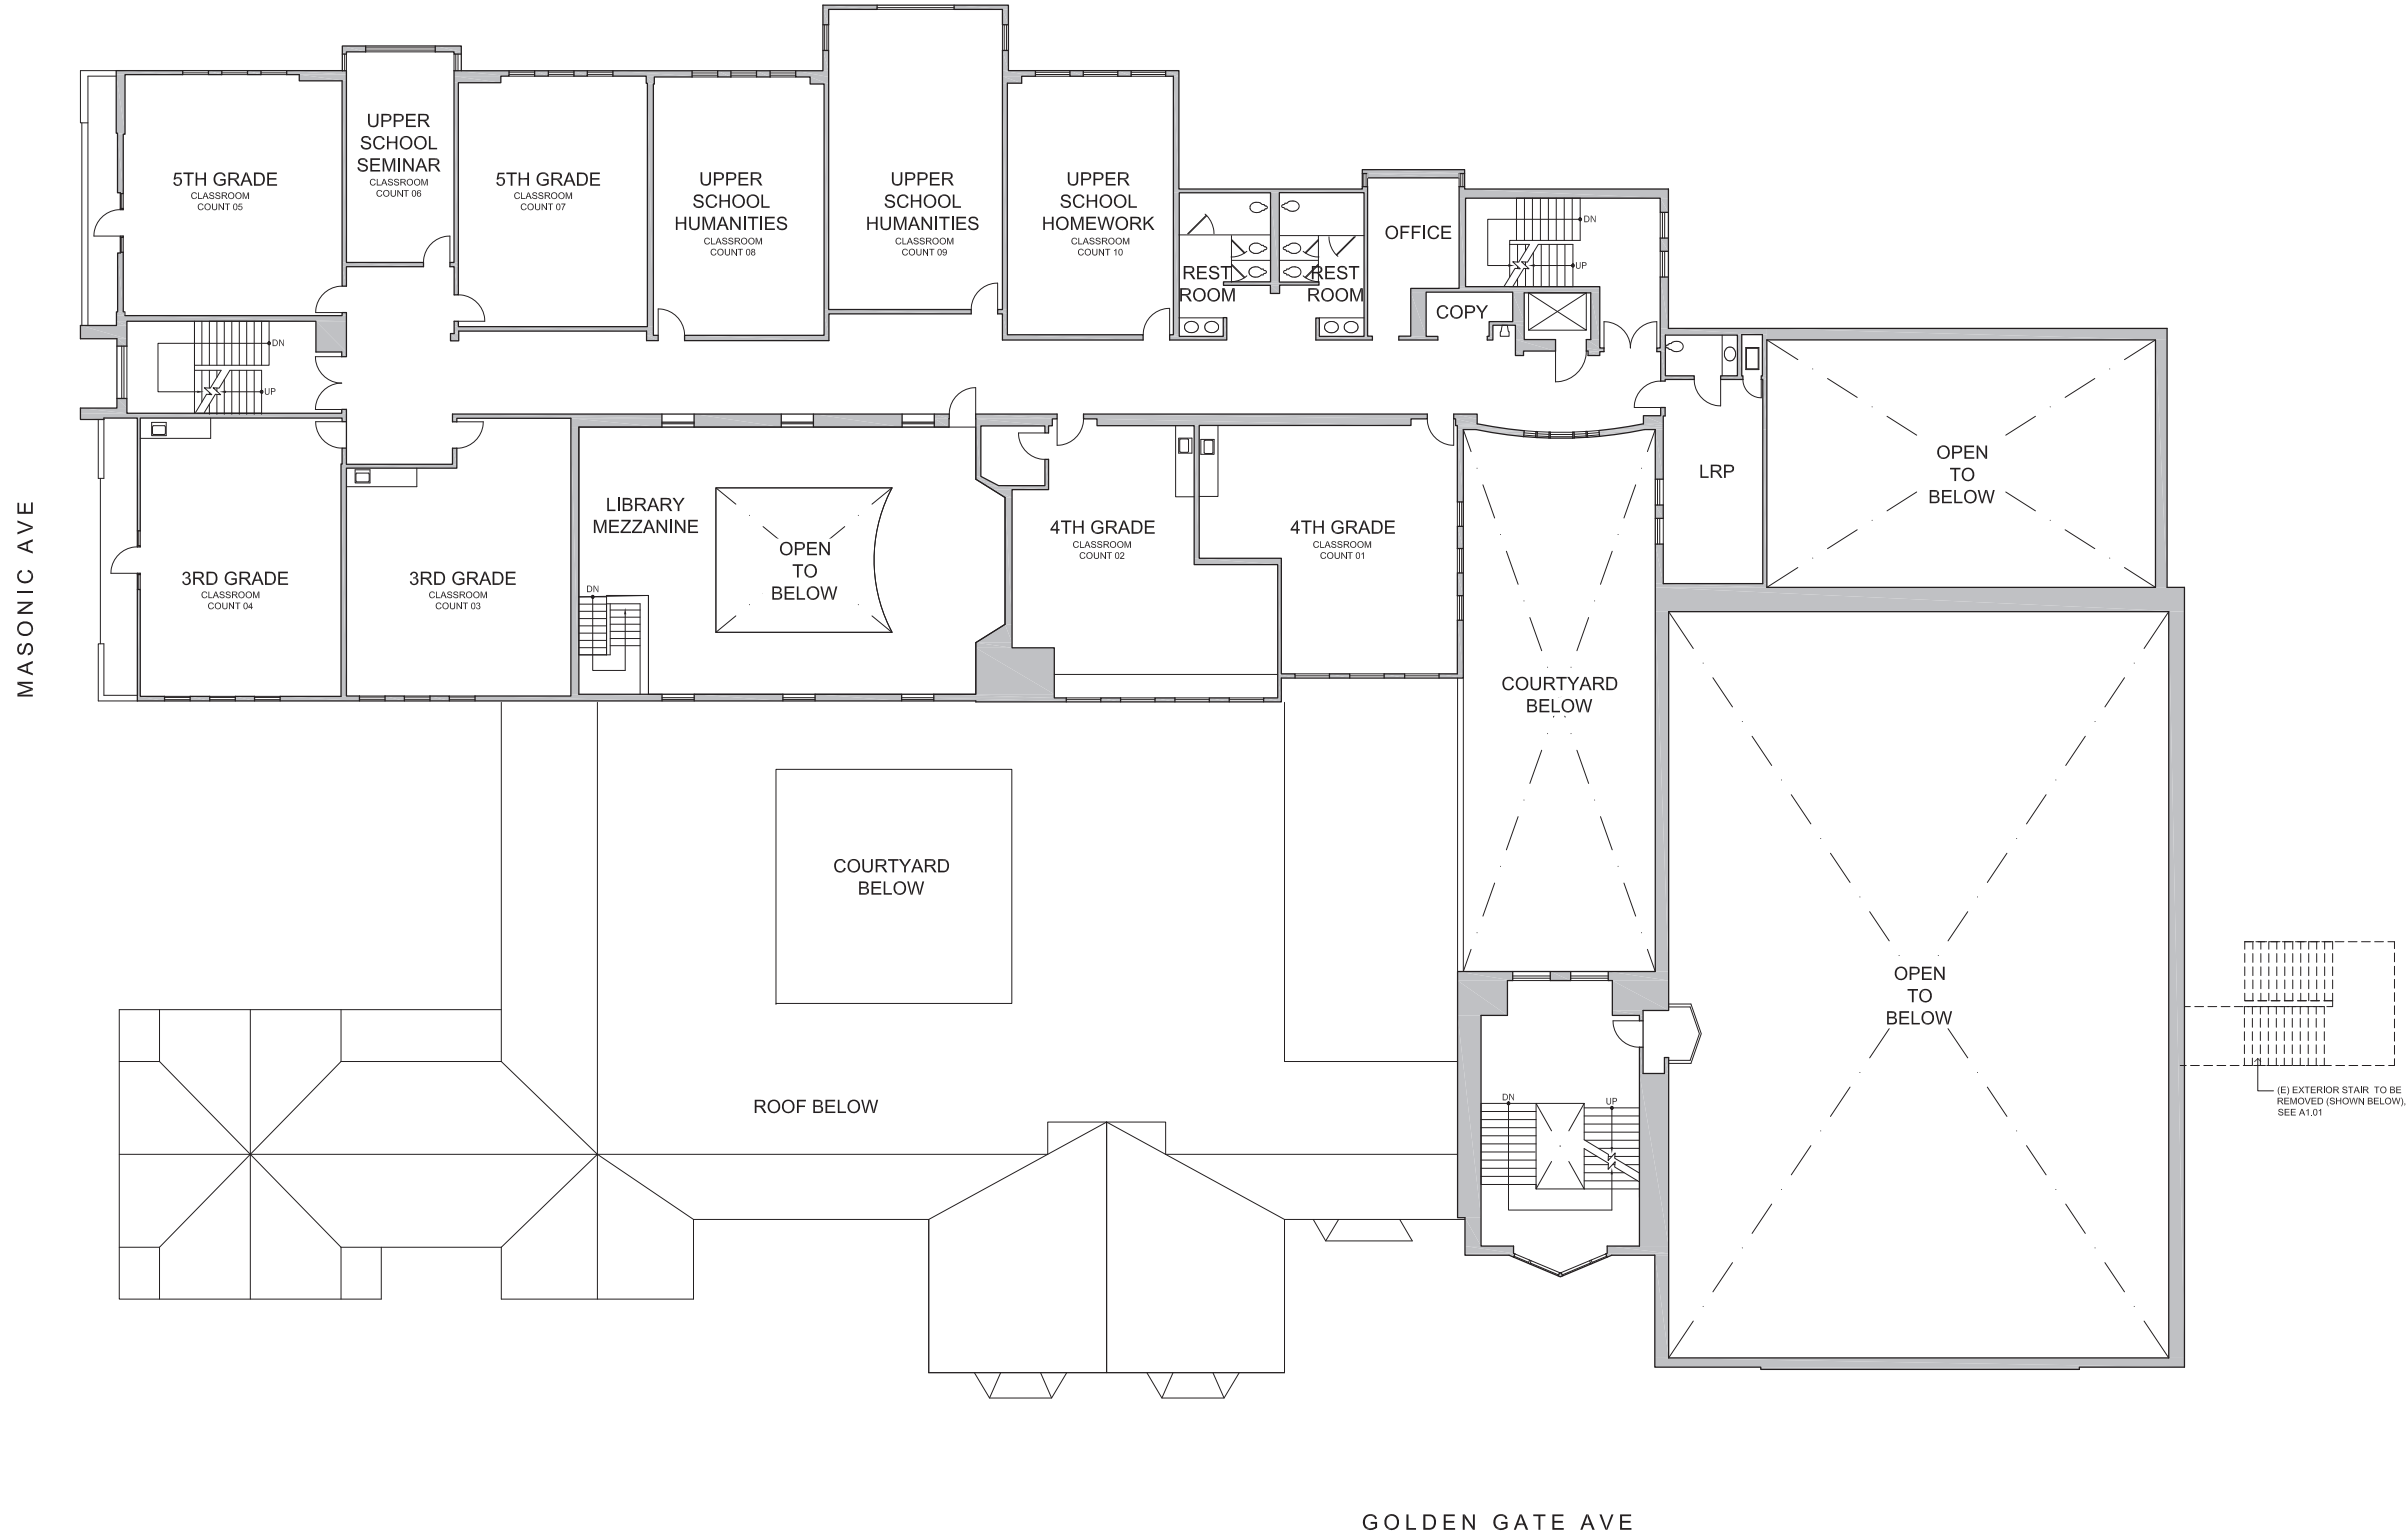 UPPER
SCHOOL
SEMINAR
CLASSROOM
COUNT 06
5TH GRADE
CLASSROOM
COUNT 05
5TH GRADE
CLASSROOM
COUNT 07
UPPER
SCHOOL
HUMANITIES
CLASSROOM
COUNT 08
UPPER
SCHOOL
HUMANITIES
CLASSROOM
COUNT 09
UPPER
SCHOOL
HOMEWORK
CLASSROOM
COUNT 10
REST
ROOM
REST
ROOM
OFFICE
COPY
DN
UP
DN
UP
LRP
OPEN
TO
BELOW
MASONIC AVE
3RD GRADE
CLASSROOM
COUNT 04
3RD GRADE
CLASSROOM
COUNT 03
LIBRARY
MEZZANINE
DN
OPEN
TO
BELOW
4TH GRADE
CLASSROOM
COUNT 02
4TH GRADE
CLASSROOM
COUNT 01
COURTYARD
BELOW
COURTYARD
BELOW
OPEN
TO
BELOW
ROOF BELOW
DN
UP
(E) EXTERIOR STAIR TO BE
REMOVED (SHOWN BELOW),
SEE A1.01
GOLDEN GATE AVE